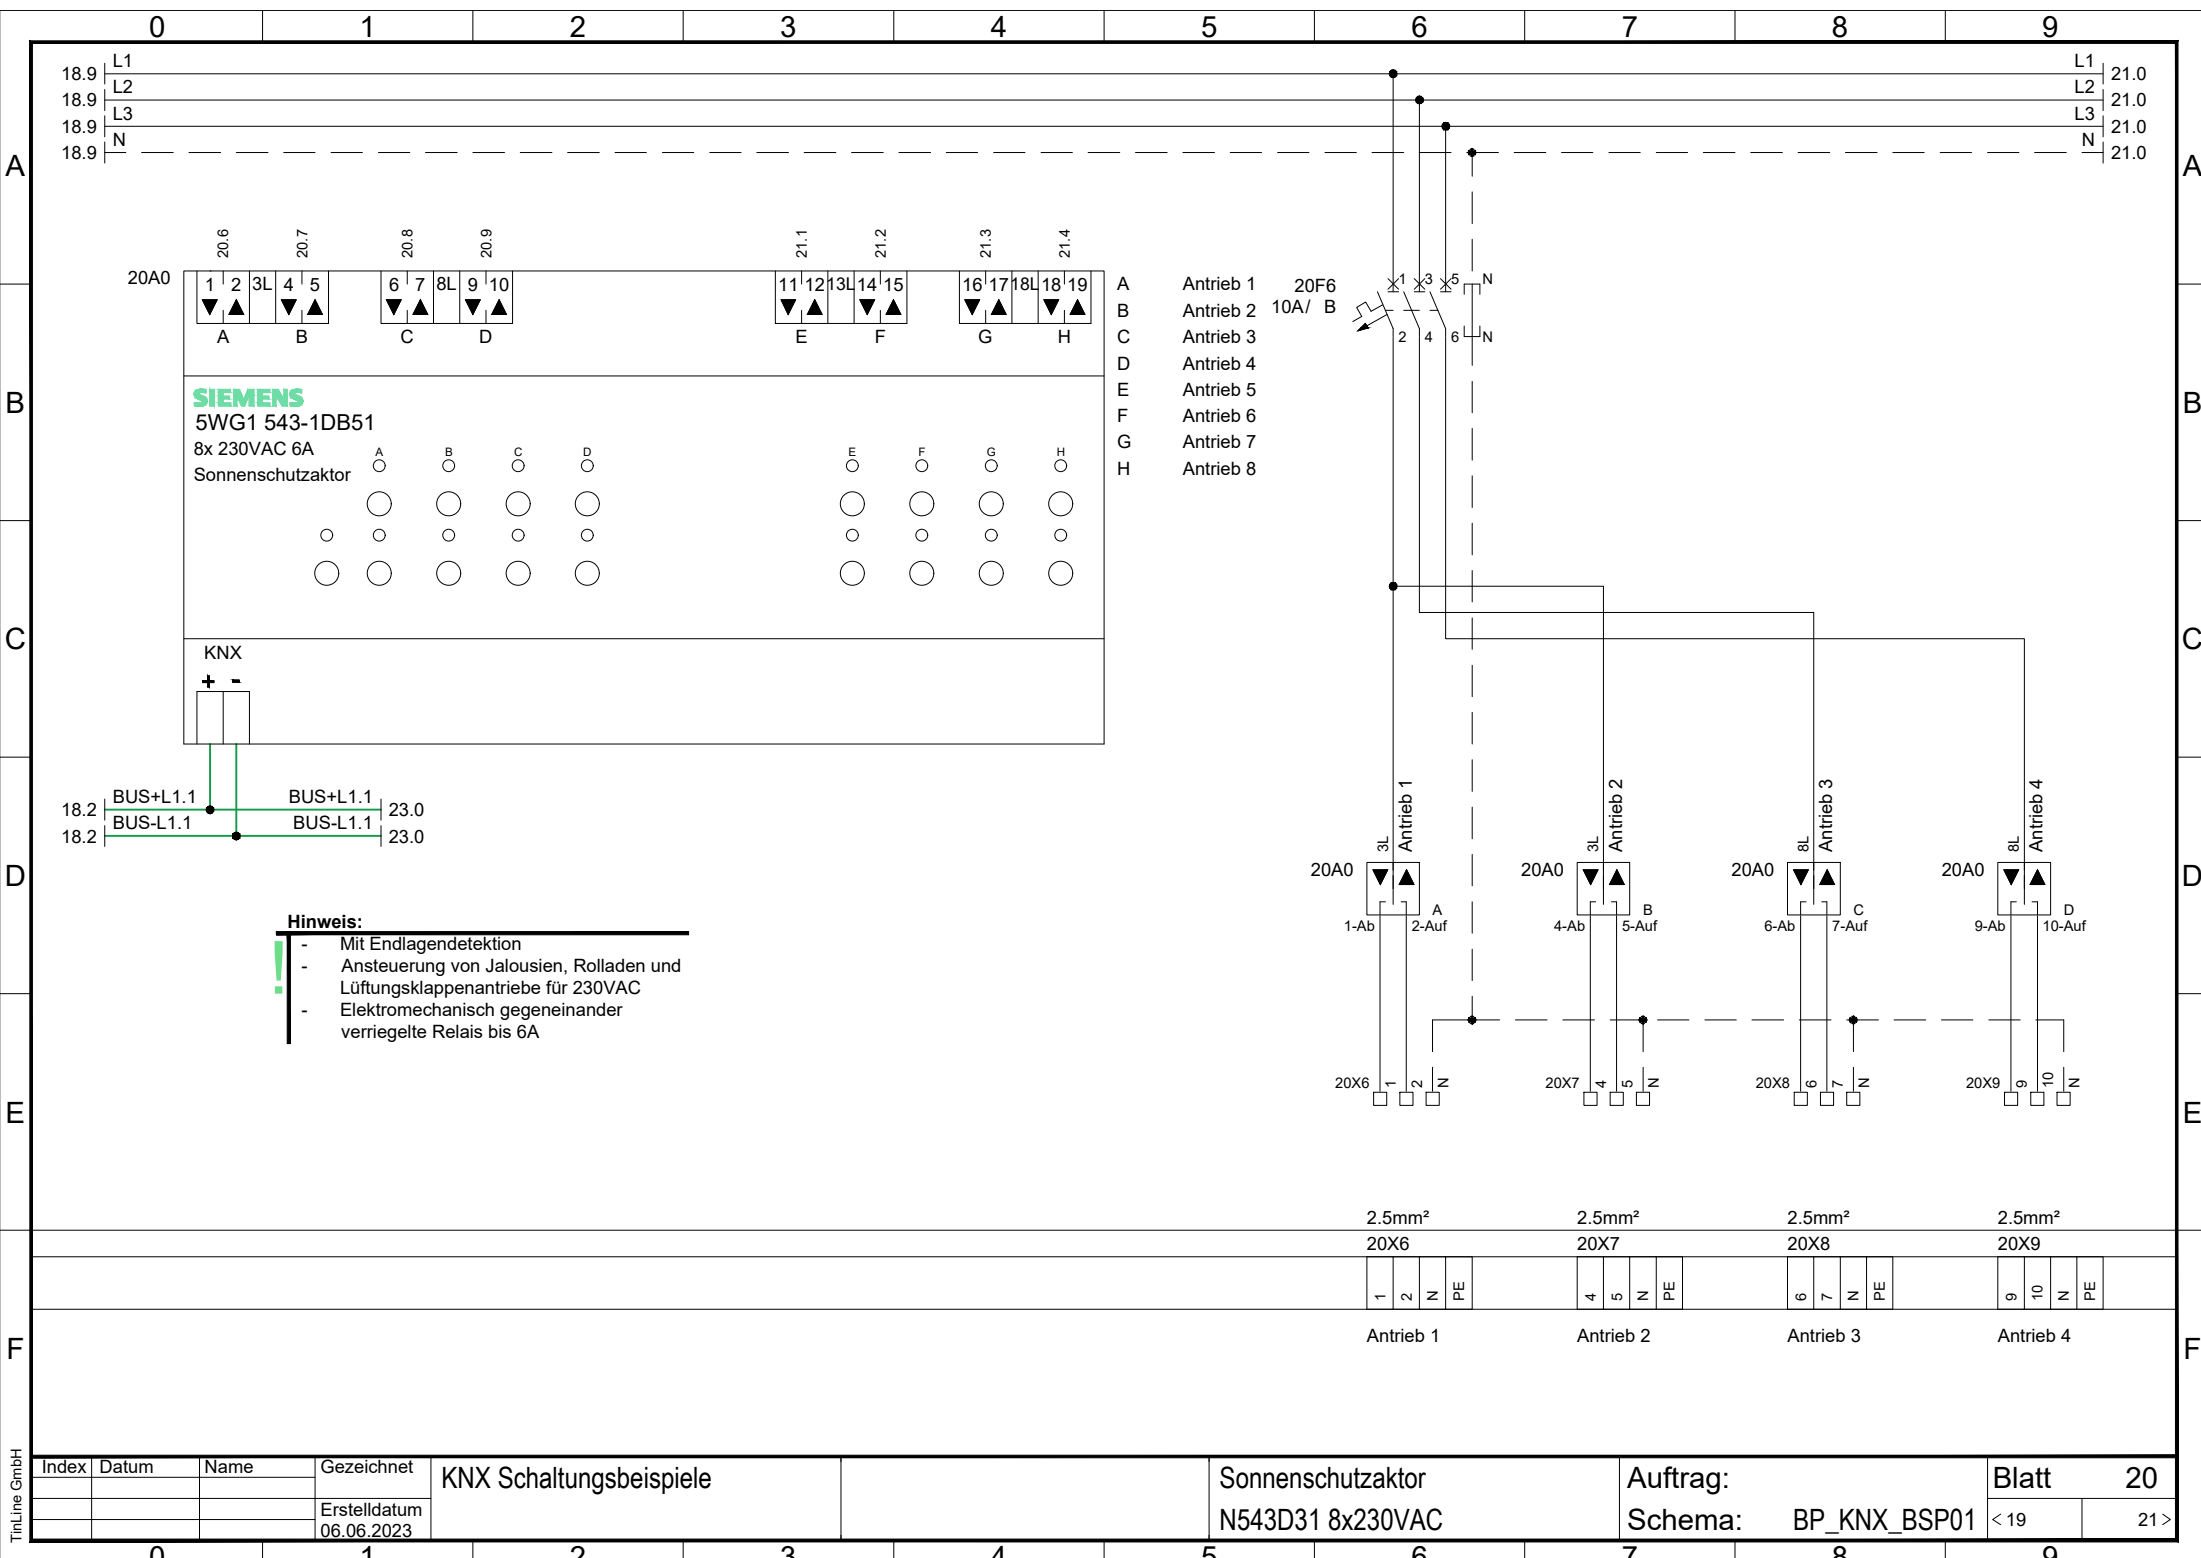 0 1 2 3 4 5 6 7 8 9
18.9 L1 L1 21.0
18.9 L2 L2 21.0
18.9 L3 L3 21.0
18.9 N N 21.0
A A
20.6 20.7 20.8 20.9 21.1 21.2 21.3 21.4
20A0 1 2 3L 4 5 6 7 8L 9 10 11 12 13L 14 15 16 17 18L 18 19
A B C D E F G H
A Antrieb 1
B Antrieb 2
C Antrieb 3
D Antrieb 4
E Antrieb 5
F Antrieb 6
G Antrieb 7
H Antrieb 8
20F6
10A/ B
1 3 5 N
2 4 6 N
B B
SIEMENS
5WG1 543-1DB51
8x 230VAC 6A
Sonnenschutzaktor
A B C D E F G H
C C
KNX
+ -
18.2 BUS+L1.1 BUS+L1.1 23.0
18.2 BUS-L1.1 BUS-L1.1 23.0
3L Antrieb 1 3L Antrieb 2 8L Antrieb 3 8L Antrieb 4
20A0 20A0 20A0 20A0
D D
A B C D
1-Ab 2-Auf 4-Ab 5-Auf 6-Ab 7-Auf 9-Ab 10-Auf
Hinweis:
!
- Mit Endlagendetektion
- Ansteuerung von Jalousien, Rolladen und
Lüftungsklappenantriebe für 230VAC
- Elektromechanisch gegeneinander
verriegelte Relais bis 6A
20X6 1 2 N 20X7 4 5 N 20X8 6 7 N 20X9 9 10 N
E E
2.5mm² 2.5mm² 2.5mm² 2.5mm²
20X6 20X7 20X8 20X9
1 2 N PE 4 5 N PE 6 7 N PE 9 10 N PE
Antrieb 1 Antrieb 2 Antrieb 3 Antrieb 4
F F
TinLine GmbH
Index Datum Name Gezeichnet
Erstelldatum
06.06.2023
KNX Schaltungsbeispiele
Sonnenschutzaktor
N543D31 8x230VAC
Auftrag:
Schema: BP_KNX_BSP01
Blatt 20
< 19 21 >
0 1 2 3 4 5 6 7 8 9